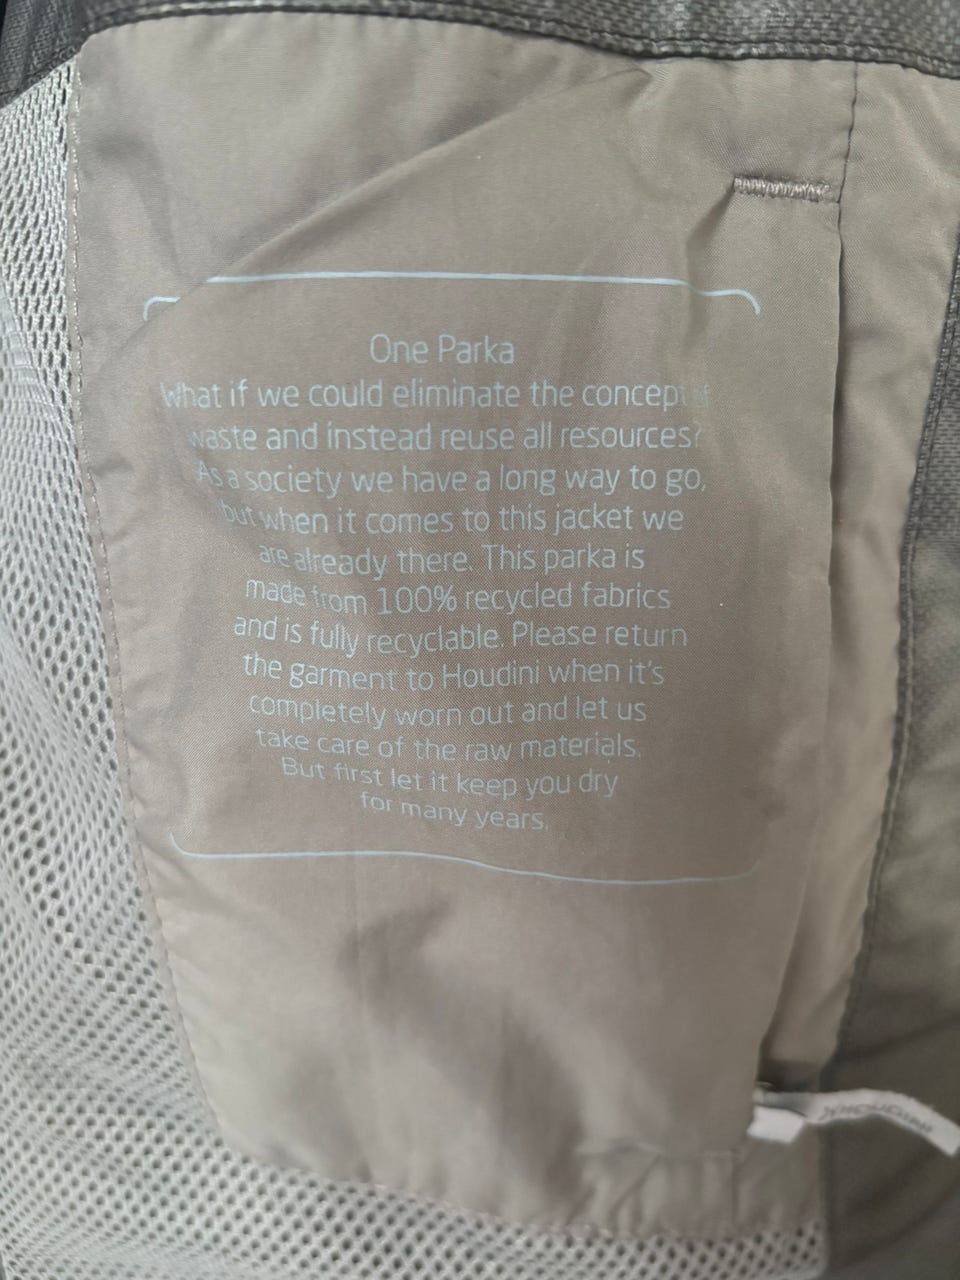 One Parka
What if we could eliminate the concept of
waste and instead reuse all resources?
As a society we have a long way to go,
but when it comes to this jacket we
are already there. This parka is
made from 100% recycled fabrics
and is fully recyclable. Please return
the garment to Houdini when it's
completely worn out and let us
take care of the raw materials.
But first let it keep you dry
for many years.